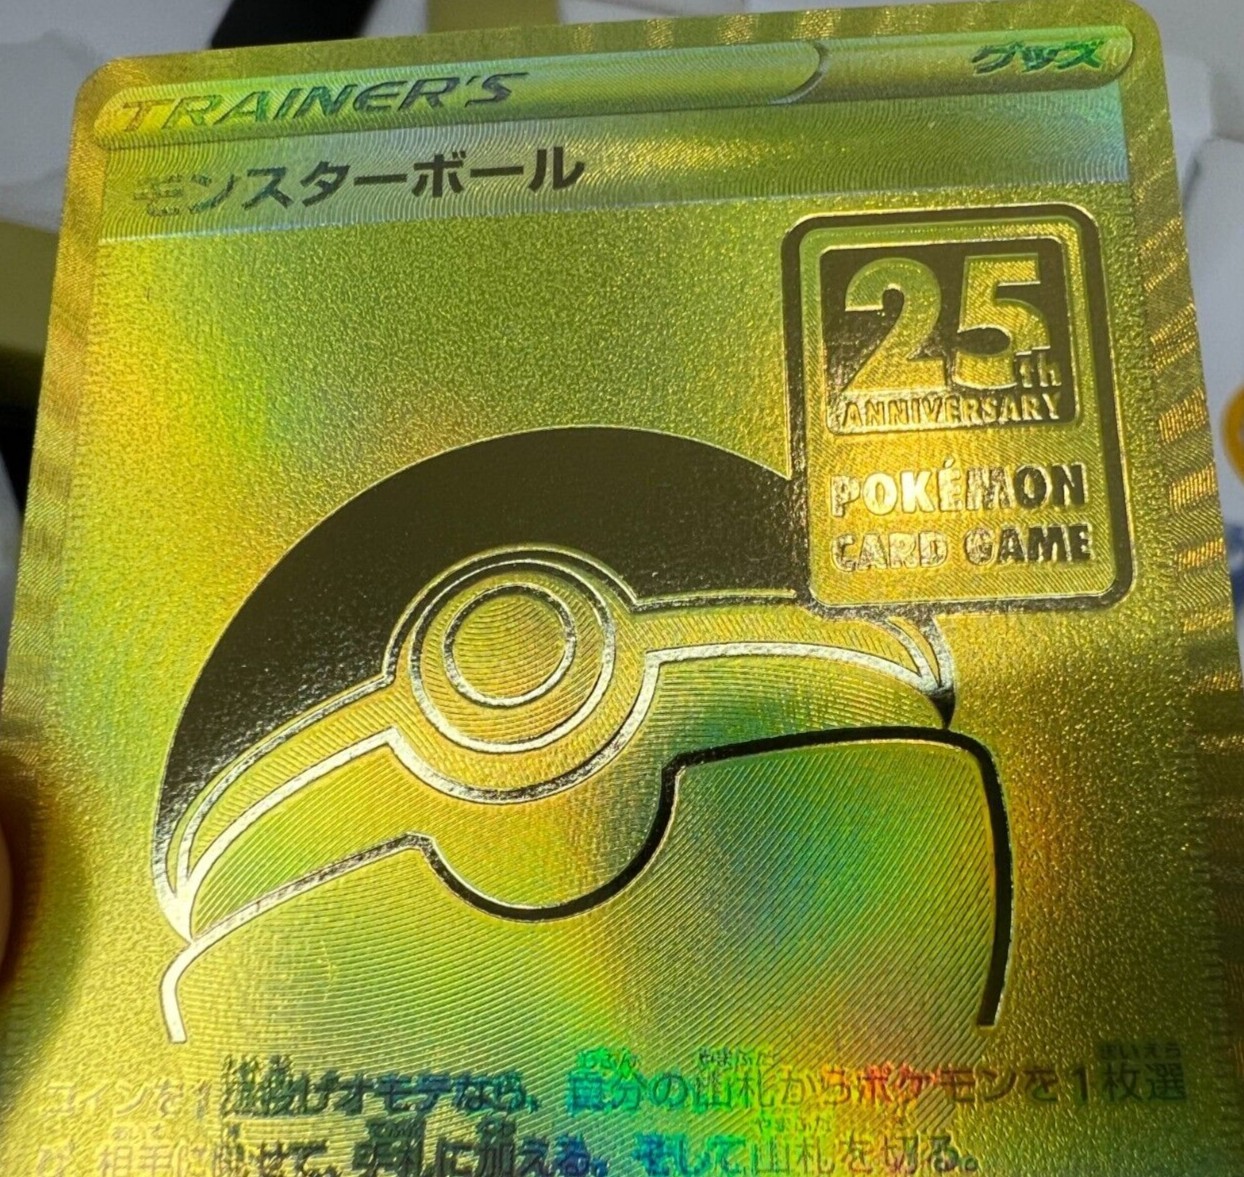 TRAINER'S グッズ
モンスターボール
25th
ANNIVERSARY
POKÉMON
CARD GAME
コインを1回投げオモテなら、自分の山札からポケモンを1枚選
び、相手に見せて、手札に加える。そして山札を切る。